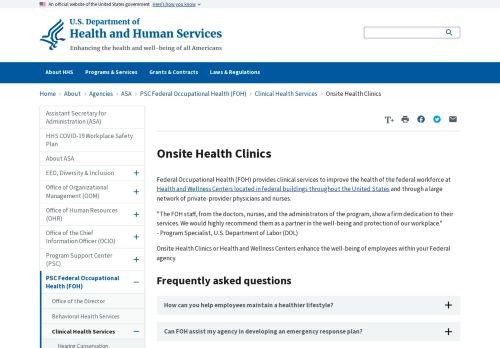 An official website of the United States government Here's how you know
U.S. Department of
Health and Human Services
Enhancing the health and well-being of all Americans
About HHS Programs & Services Grants & Contracts Laws & Regulations
Home › About › Agencies › ASA › PSC Federal Occupational Health (FOH) › Clinical Health Services › Onsite Health Clinics
Assistant Secretary for
Administration (ASA)
HHS COVID-19 Workplace Safety
Plan
About ASA
EEO, Diversity & Inclusion
Office of Organizational
Management (OOM)
Office of Human Resources
(OHR)
Office of the Chief
Information Officer (OCIO)
Program Support Center
(PSC)
PSC Federal Occupational
Health (FOH)
Office of the Director
Behavioral Health Services
Clinical Health Services
Hearing Conservation
T+
Onsite Health Clinics
Federal Occupational Health (FOH) provides clinical services to improve the health of the federal workforce at
Health and Wellness Centers located in federal buildings throughout the United States and through a large
network of private-provider physicians and nurses.
"The FOH staff, from the doctors, nurses, and the administrators of the program, show a firm dedication to their
services. We would highly recommend them as a partner in the well-being and protection of our workplace."
- Program Specialist, U.S. Department of Labor (DOL)
Onsite Health Clinics or Health and Wellness Centers enhance the well-being of employees within your Federal
agency.
Frequently asked questions
How can you help employees maintain a healthier lifestyle?
Can FOH assist my agency in developing an emergency response plan?